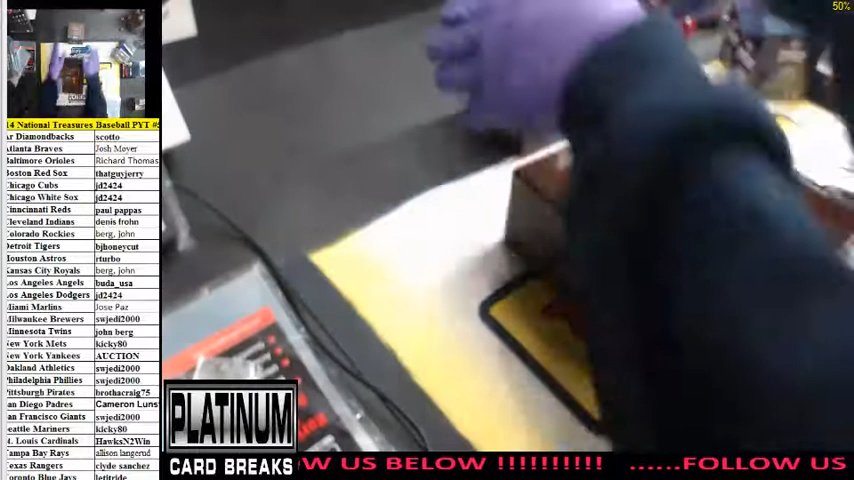 50%
14 National Treasures Baseball PYT #
Ar Diamondbacks scotto
Atlanta Braves Josh Moyer
Baltimore Orioles Richard Thomas
Boston Red Sox thatguyjerry
Chicago Cubs jd2424
Chicago White Sox jd2424
Cinncinnati Reds paul pappas
Cleveland Indians denis frohn
Colorado Rockies berg, john
Detroit Tigers bjhoneycut
Houston Astros rturbo
Kansas City Royals berg, john
Los Angeles Angels buda_usa
Los Angeles Dodgers jd2424
Miami Marlins Jose Paz
Milwaukee Brewers swjedi2000
Minnesota Twins john berg
New York Mets kicky80
New York Yankees AUCTION
Oakland Athletics swjedi2000
Philadelphia Phillies swjedi2000
Pittsburgh Pirates brothacraig75
San Diego Padres Cameron Luns
San Francisco Giants swjedi2000
Seattle Mariners kicky80
St. Louis Cardinals HawksN2Win
Tampa Bay Rays allison langerud
Texas Rangers clyde sanchez
Toronto Blue Jays letitride
PLATINUM
CARD BREAKS
W US BELOW !!!!!!!!!! ......FOLLOW US